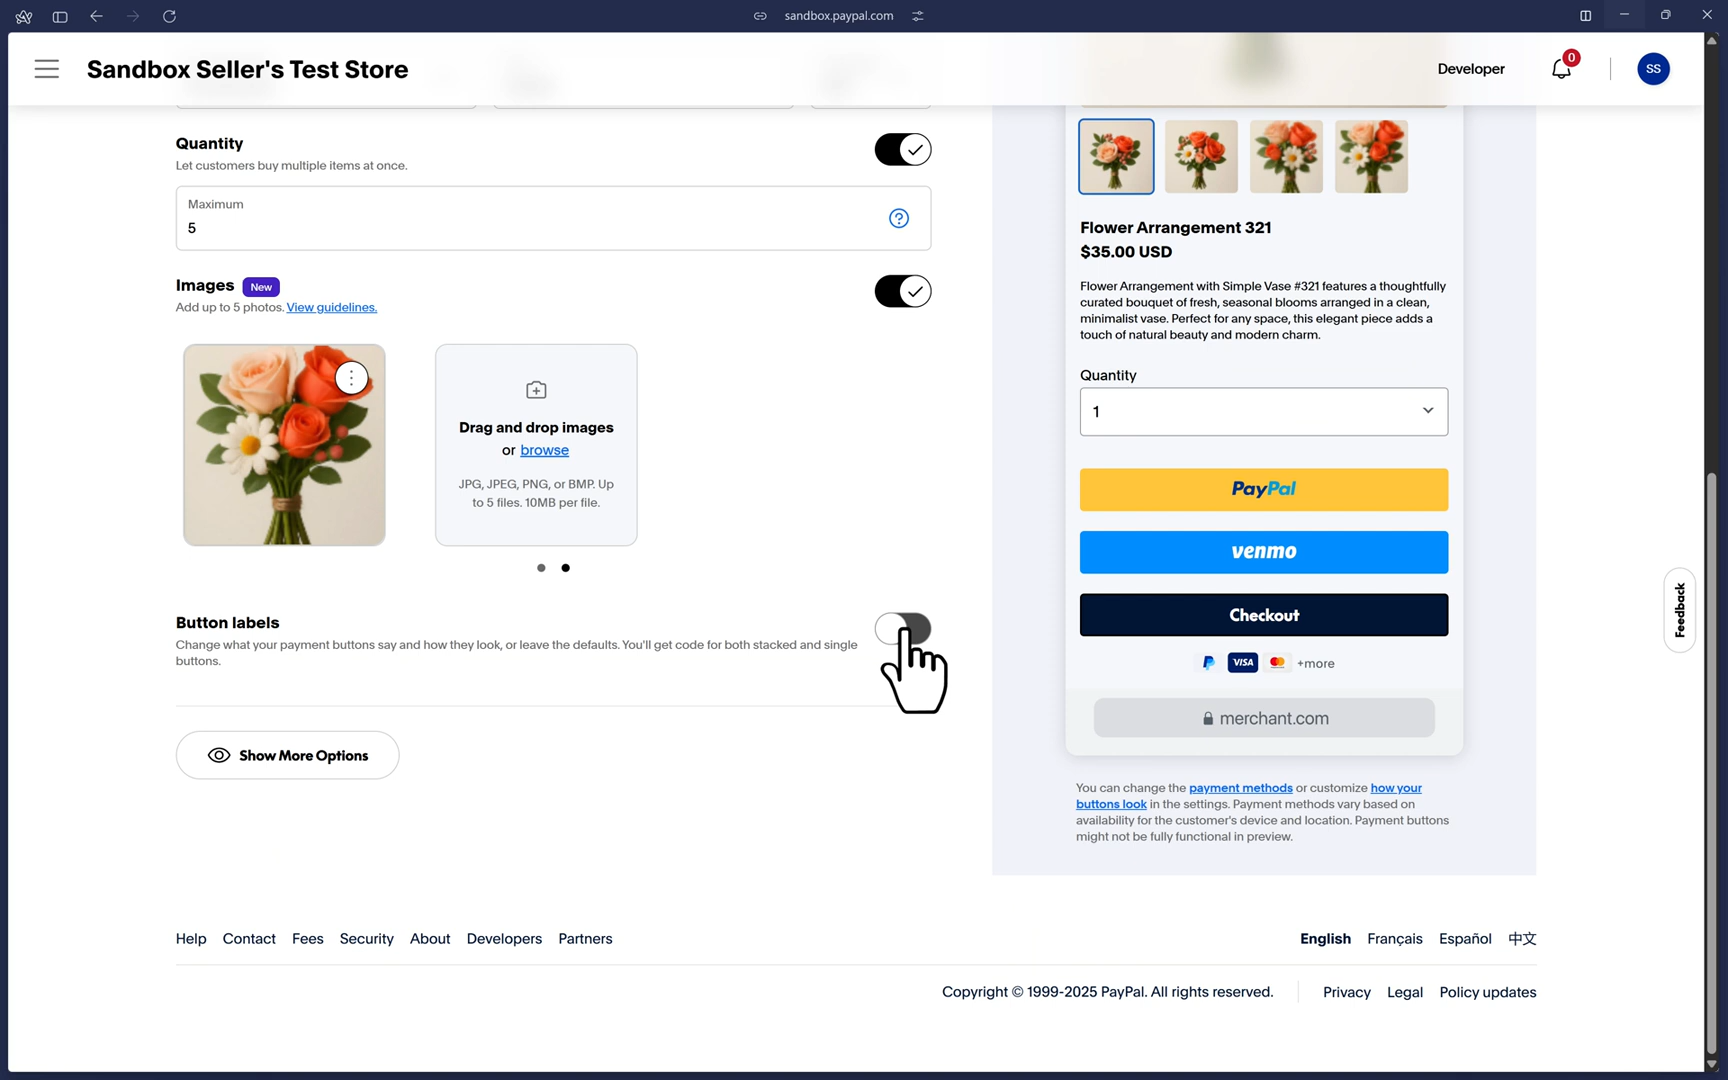 sandbox.paypal.com
Sandbox Seller's Test Store
Developer
0
SS
Quantity
Let customers buy multiple items at once.
Maximum
5
Images New
Add up to 5 photos. View guidelines.
Drag and drop images
or browse
JPG, JPEG, PNG, or BMP. Up
to 5 files. 10MB per file.
Button labels
Change what your payment buttons say and how they look, or leave the defaults. You'll get code for both stacked and single
buttons.
Show More Options
Flower Arrangement 321
$35.00 USD
Flower Arrangement with Simple Vase #321 features a thoughtfully
curated bouquet of fresh, seasonal blooms arranged in a clean,
minimalist vase. Perfect for any space, this elegant piece adds a
touch of natural beauty and modern charm.
Quantity
1
PayPal
venmo
Checkout
VISA +more
merchant.com
You can change the payment methods or customize how your
buttons look in the settings. Payment methods vary based on
availability for the customer's device and location. Payment buttons
might not be fully functional in preview.
Feedback
Help Contact Fees Security About Developers Partners
English Français Español 中文
Copyright © 1999-2025 PayPal. All rights reserved.
Privacy Legal Policy updates